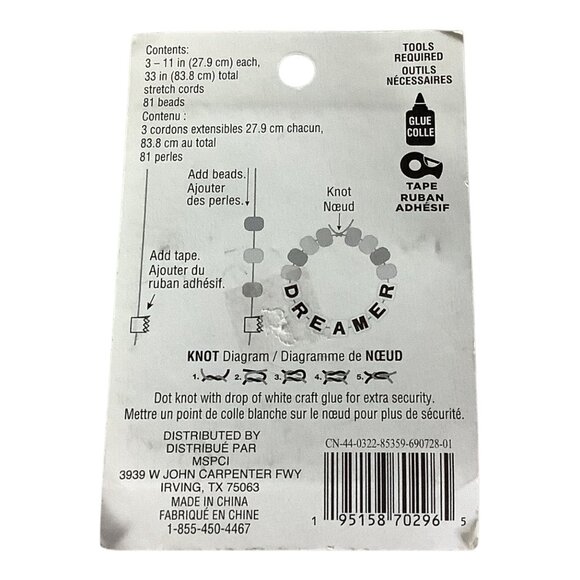 Contents:
3 – 11 in (27.9 cm) each,
33 in (83.8 cm) total
stretch cords
81 beads
Contenu :
3 cordons extensibles 27.9 cm chacun,
83.8 cm au total
81 perles
TOOLS
REQUIRED
OUTILS
NÉCESSAIRES
GLUE
COLLE
TAPE
RUBAN
ADHÉSIF
Add beads.
Ajouter
des perles.
Knot
Nœud
Add tape.
Ajouter du
ruban adhésif.
DREAMER
KNOT Diagram / Diagramme de NŒUD
1. 2. 3. 4. 5.
Dot knot with drop of white craft glue for extra security.
Mettre un point de colle blanche sur le nœud pour plus de sécurité.
DISTRIBUTED BY
DISTRIBUÉ PAR
MSPCI
3939 W JOHN CARPENTER FWY
IRVING, TX 75063
MADE IN CHINA
FABRIQUÉ EN CHINE
1-855-450-4467
CN-44-0322-85359-690728-01
1 95158 70296 5